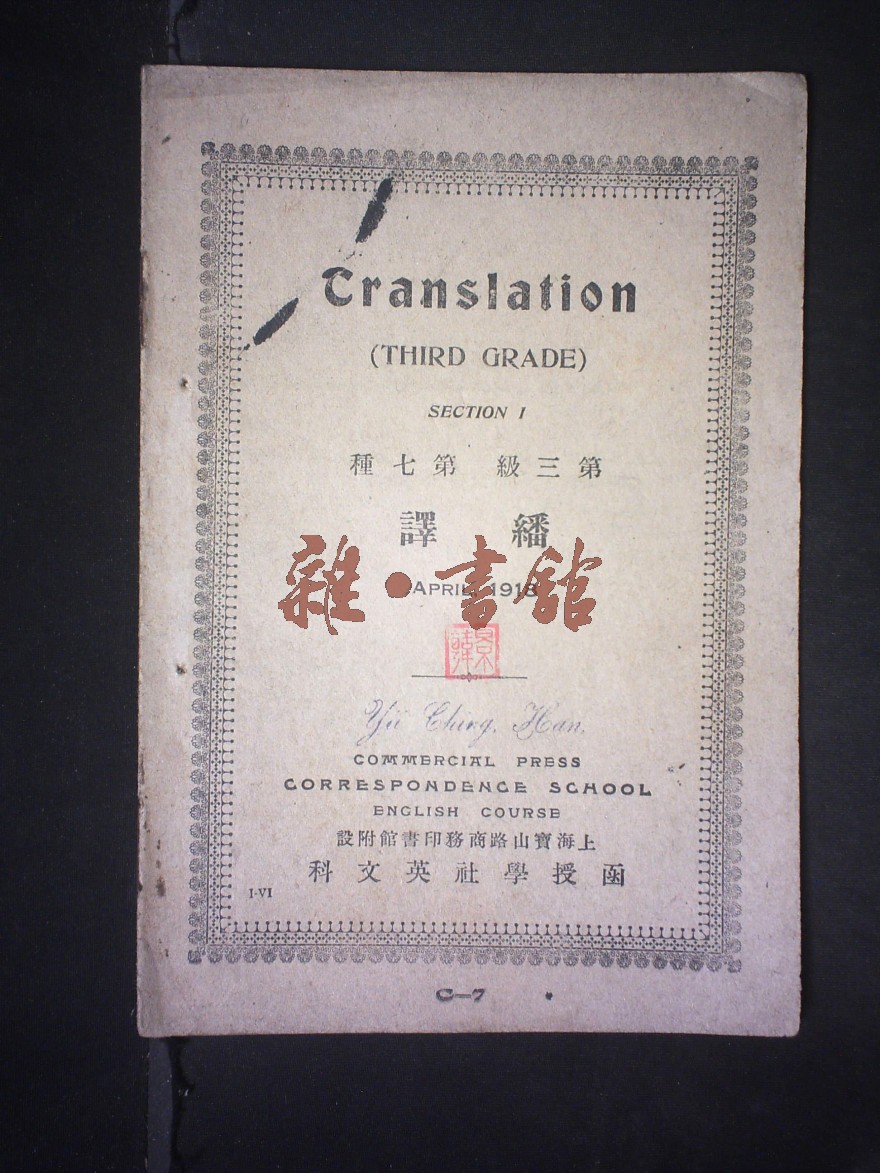 Translation
(THIRD GRADE)
SECTION I
第三級 第七種
繙譯
APRIL, 1918
雜·書館
Yü Ching, Han.
COMMERCIAL PRESS
CORRESPONDENCE SCHOOL
ENGLISH COURSE
上海寶山路商務印書館附設
函授學社英文科
I-VI
C—7